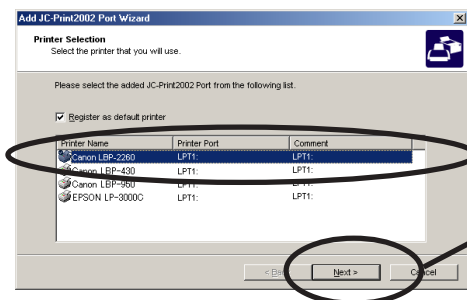 Add JC-Print2002 Port Wizard
Printer Selection
Select the printer that you will use.
Please select the added JC-Print2002 Port from the following list.
Register as default printer
Printer Name Printer Port Comment
Canon LBP-2260 LPT1: LPT1:
Canon LBP-430 LPT1: LPT1:
Canon LBP-950 LPT1: LPT1:
EPSON LP-3000C LPT1: LPT1:
< Back Next > Cancel